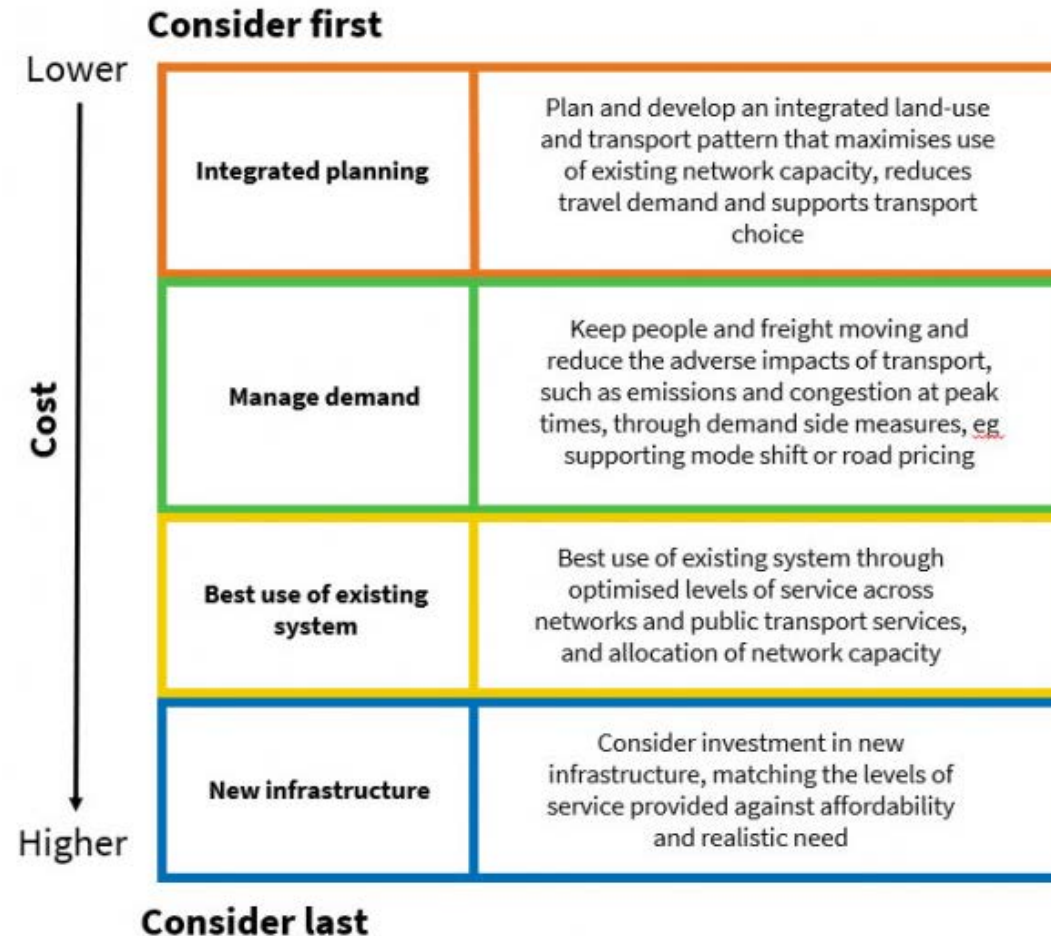 Consider first
Lower
Cost
Higher
Integrated planning
Plan and develop an integrated land-use
and transport pattern that maximises use
of existing network capacity, reduces
travel demand and supports transport
choice
Manage demand
Keep people and freight moving and
reduce the adverse impacts of transport,
such as emissions and congestion at peak
times, through demand side measures, eg
supporting mode shift or road pricing
Best use of existing
system
Best use of existing system through
optimised levels of service across
networks and public transport services,
and allocation of network capacity
New infrastructure
Consider investment in new
infrastructure, matching the levels of
service provided against affordability
and realistic need
Consider last